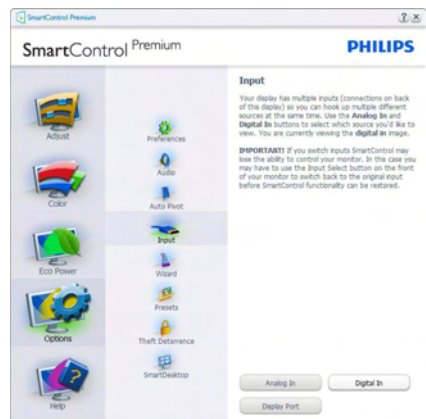 SmartControl Premium
SmartControl Premium
PHILIPS
Adjust
Color
Eco Power
Options
Help
Preferences
Audio
Auto Pivot
Input
Wizard
Presets
Theft Deterrence
SmartDesktop
Input
Your display has multiple inputs (connections on back
of this display) so you can hook up multiple different
sources at the same time. Use the Analog In and
Digital In buttons to select which source you'd like to
view. You are currently viewing the digital in image.
IMPORTANT! If you switch inputs SmartControl may
lose the ability to control your monitor. In this case you
may have to use the Input Select button on the front
of your monitor to switch back to the original input
before SmartControl functionality can be restored.
Analog In
Digital In
Display Port